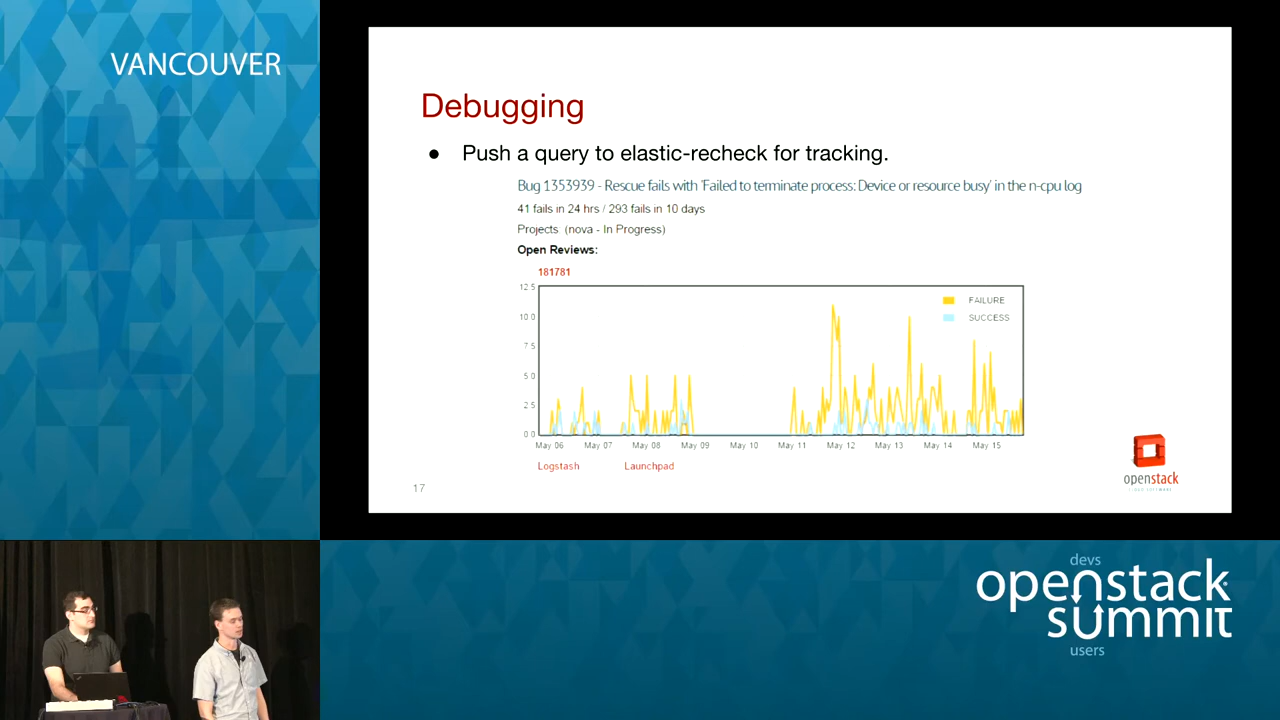 VANCOUVER
Debugging
● Push a query to elastic-recheck for tracking.
Bug 1353939 - Rescue fails with 'Failed to terminate process: Device or resource busy' in the n-cpu log
41 fails in 24 hrs / 293 fails in 10 days
Projects (nova - In Progress)
Open Reviews:
181781
12.5
10.0
7.5
5.0
2.5
0.0
FAILURE
SUCCESS
May 06 May 07 May 08 May 09 May 10 May 11 May 12 May 13 May 14 May 15
Logstash Launchpad
openstack
17
devs
openstack
summit
users